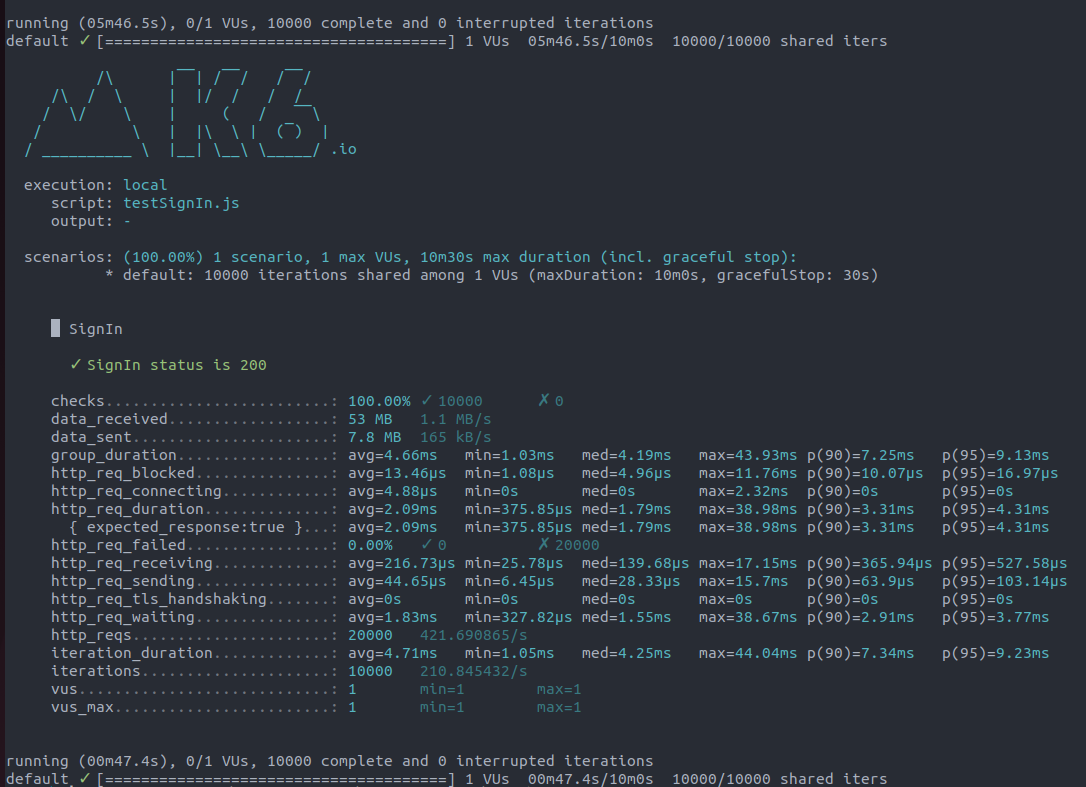 running (05m46.5s), 0/1 VUs, 10000 complete and 0 interrupted iterations
default ✓ [======================================] 1 VUs  05m46.5s/10m0s  10000/10000 shared iters
          /\      |‾‾| /‾‾/   /‾‾/
     /\  /  \     |  |/  /   /  /
    /  \/    \    |     (   /   ‾‾\
   /          \   |  |\  \ |  (‾)  |
  / __________ \  |__| \__\ \_____/ .io
execution: local
script: testSignIn.js
output: -
scenarios: (100.00%) 1 scenario, 1 max VUs, 10m30s max duration (incl. graceful stop):
* default: 10000 iterations shared among 1 VUs (maxDuration: 10m0s, gracefulStop: 30s)
█ SignIn
✓ SignIn status is 200
checks.........................: 100.00% ✓ 10000 ✗ 0
data_received..................: 53 MB 1.1 MB/s
data_sent......................: 7.8 MB 165 kB/s
group_duration.................: avg=4.66ms min=1.03ms med=4.19ms max=43.93ms p(90)=7.25ms p(95)=9.13ms
http_req_blocked...............: avg=13.46µs min=1.08µs med=4.96µs max=11.76ms p(90)=10.07µs p(95)=16.97µs
http_req_connecting............: avg=4.88µs min=0s med=0s max=2.32ms p(90)=0s p(95)=0s
http_req_duration..............: avg=2.09ms min=375.85µs med=1.79ms max=38.98ms p(90)=3.31ms p(95)=4.31ms
{ expected_response:true }...: avg=2.09ms min=375.85µs med=1.79ms max=38.98ms p(90)=3.31ms p(95)=4.31ms
http_req_failed................: 0.00% ✓ 0 ✗ 20000
http_req_receiving.............: avg=216.73µs min=25.78µs med=139.68µs max=17.15ms p(90)=365.94µs p(95)=527.58µs
http_req_sending...............: avg=44.65µs min=6.45µs med=28.33µs max=15.7ms p(90)=63.9µs p(95)=103.14µs
http_req_tls_handshaking.......: avg=0s min=0s med=0s max=0s p(90)=0s p(95)=0s
http_req_waiting...............: avg=1.83ms min=327.82µs med=1.55ms max=38.67ms p(90)=2.91ms p(95)=3.77ms
http_reqs......................: 20000 421.690865/s
iteration_duration.............: avg=4.71ms min=1.05ms med=4.25ms max=44.04ms p(90)=7.34ms p(95)=9.23ms
iterations.....................: 10000 210.845432/s
vus............................: 1 min=1 max=1
vus_max........................: 1 min=1 max=1
running (00m47.4s), 0/1 VUs, 10000 complete and 0 interrupted iterations
default ✓ [======================================] 1 VUs  00m47.4s/10m0s  10000/10000 shared iters